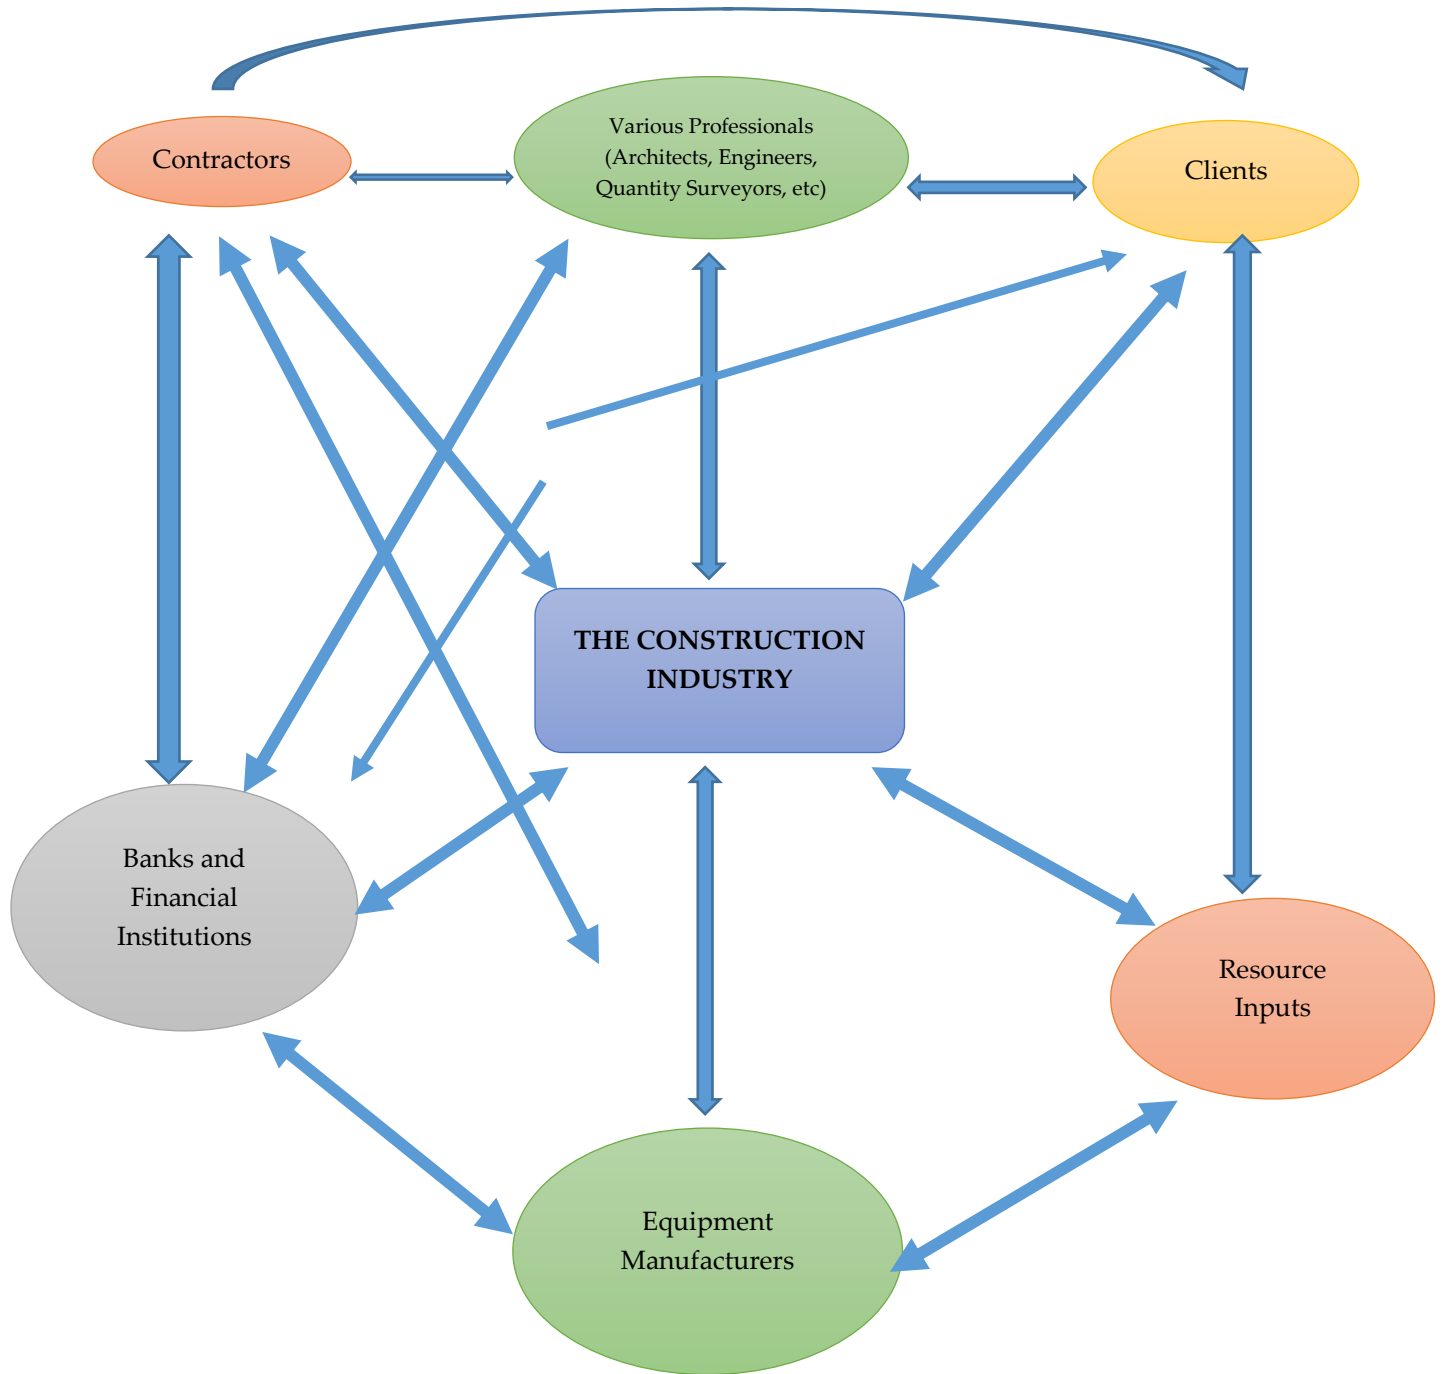 Contractors
Various Professionals
(Architects, Engineers,
Quantity Surveyors, etc)
Clients
THE CONSTRUCTION
INDUSTRY
Banks and
Financial
Institutions
Resource
Inputs
Equipment
Manufacturers